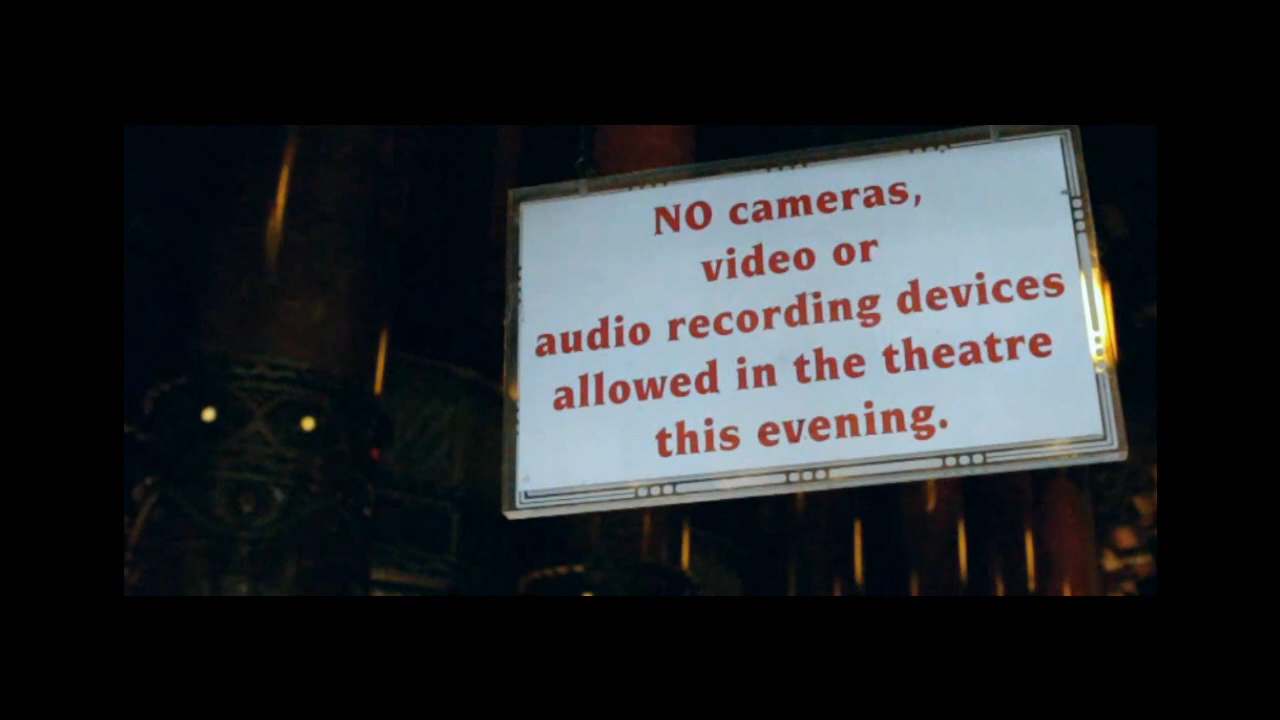 NO cameras,
video or
audio recording devices
allowed in the theatre
this evening.